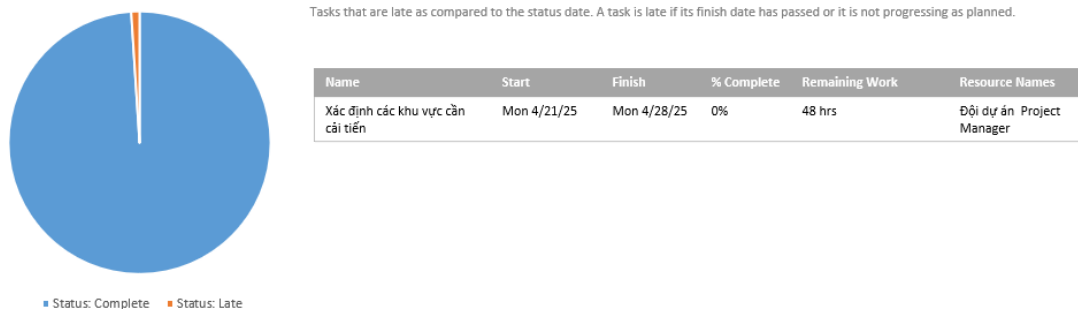 Tasks that are late as compared to the status date. A task is late if its finish date has passed or it is not progressing as planned.
Name Start Finish % Complete Remaining Work Resource Names
Xác định các khu vực cần Mon 4/21/25 Mon 4/28/25 0% 48 hrs Đội dự án Project
cải tiến Manager
Status: Complete Status: Late